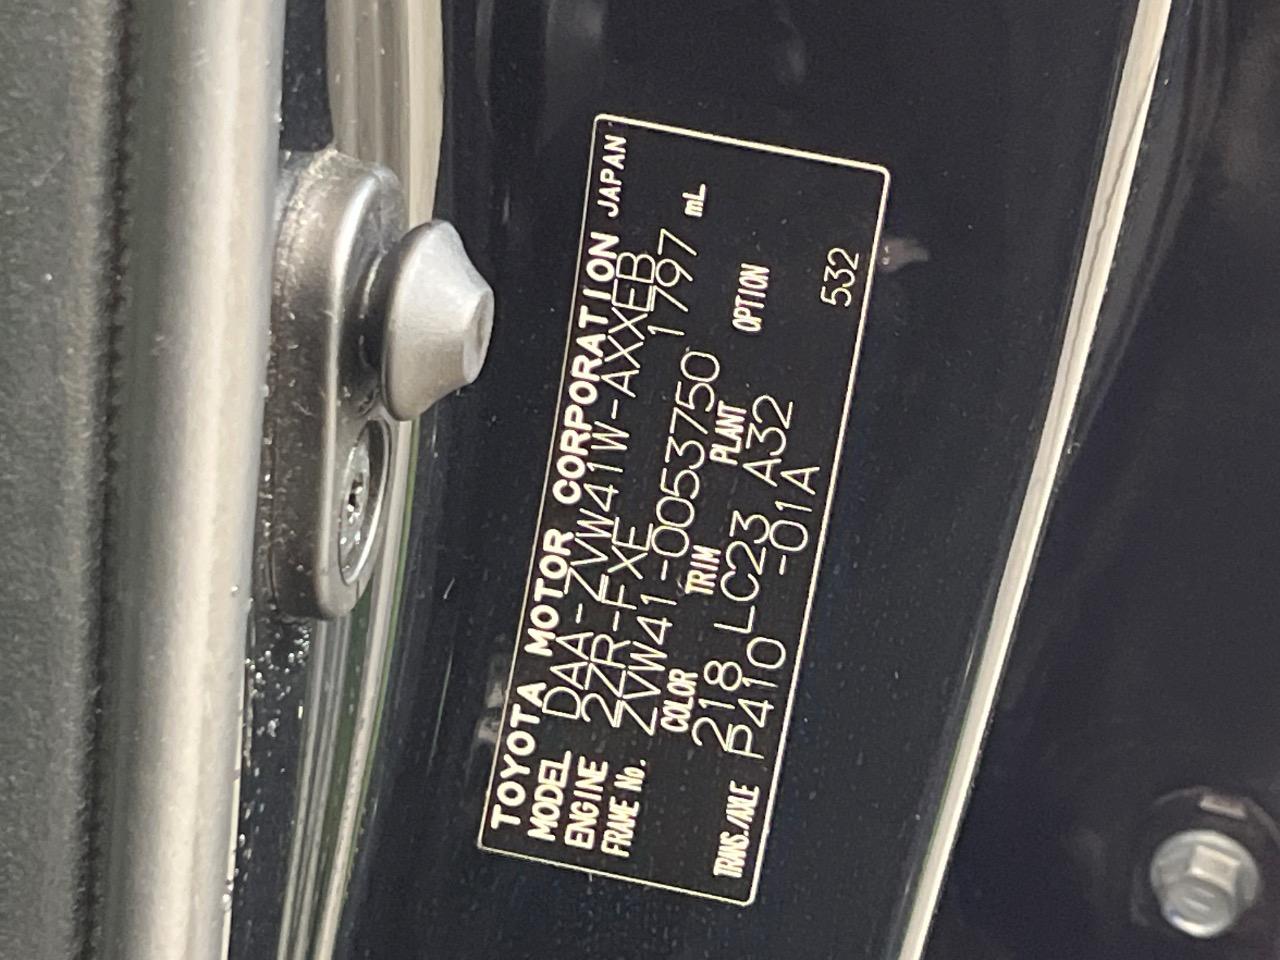 TOYOTA MOTOR CORPORATION JAPAN
MODEL DAA-ZVW41W-AXXEB
ENGINE 2ZR-FXE 1797 mL
FRAME No. ZVW41-0053750
COLOR TRIM PLANT OPTION
218 LC23 A32
TRANS./AXLE P410 -01A 532